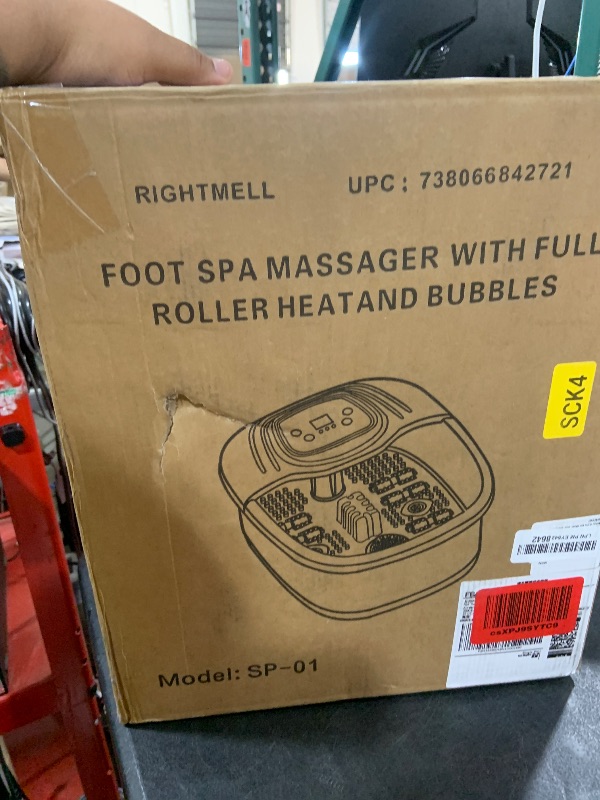 RIGHTMELL
UPC: 738066842721
FOOT SPA MASSAGER WITH FULL
ROLLER HEATAND BUBBLES
SCK4
Model: SP-01